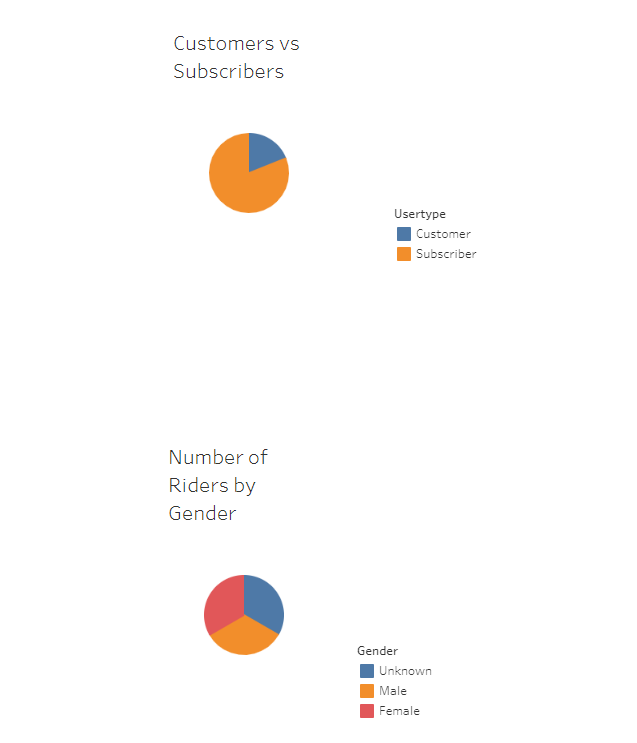 Customers vs
Subscribers
Usertype
Customer
Subscriber
Number of
Riders by
Gender
Gender
Unknown
Male
Female